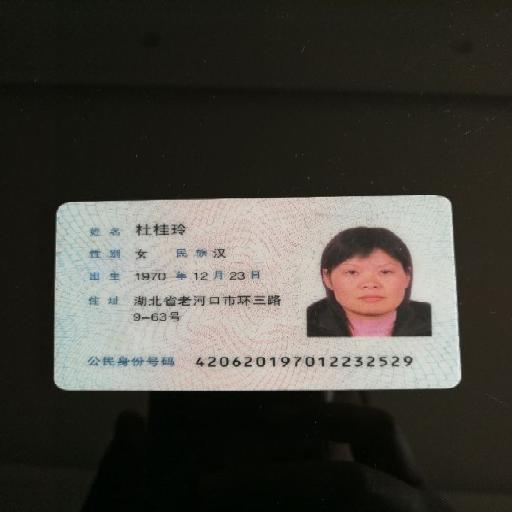 姓名 杜桂玲
性别 女 民族 汉
出生 1970 年 12 月 23 日
住址 湖北省老河口市环三路
9-63号
公民身份号码 420620197012232529